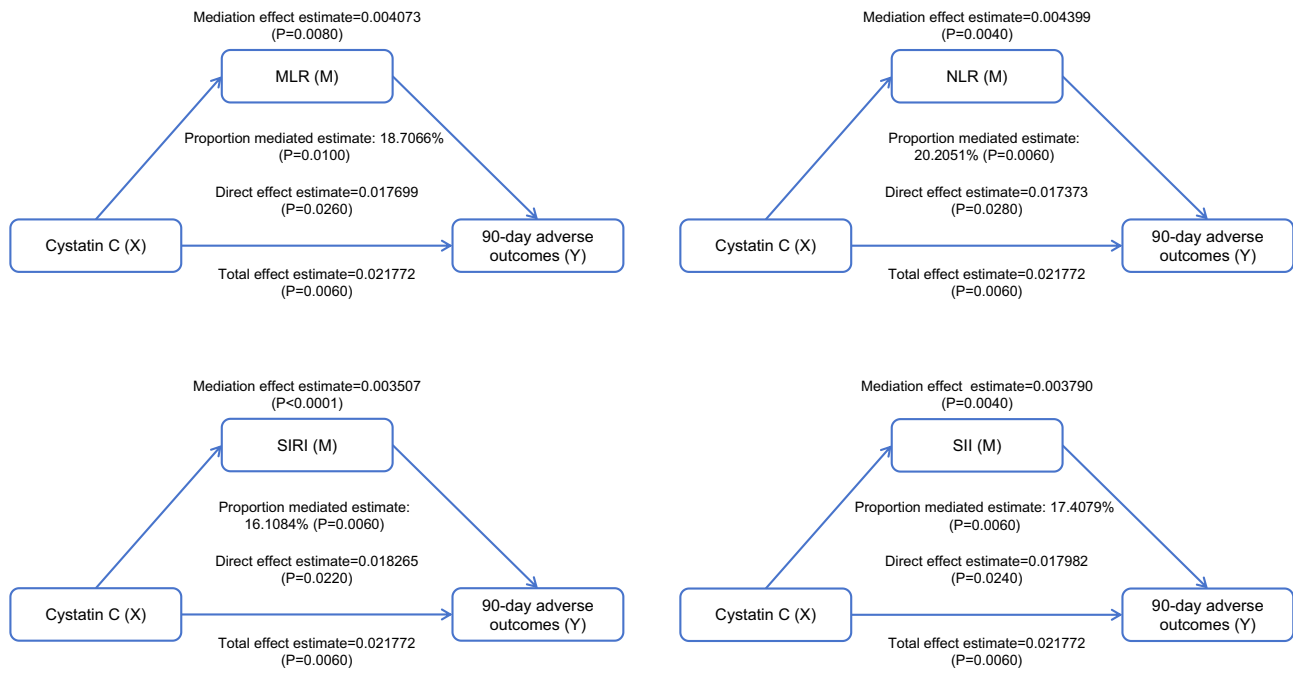 Mediation effect estimate=0.004073
(P=0.0080)
MLR (M)
Proportion mediated estimate: 18.7066%
(P=0.0100)
Direct effect estimate=0.017699
(P=0.0260)
Cystatin C (X)
90-day adverse
outcomes (Y)
Total effect estimate=0.021772
(P=0.0060)
Mediation effect estimate=0.004399
(P=0.0040)
NLR (M)
Proportion mediated estimate:
20.2051% (P=0.0060)
Direct effect estimate=0.017373
(P=0.0280)
Cystatin C (X)
90-day adverse
outcomes (Y)
Total effect estimate=0.021772
(P=0.0060)
Mediation effect estimate=0.003507
(P<0.0001)
SIRI (M)
Proportion mediated estimate:
16.1084% (P=0.0060)
Direct effect estimate=0.018265
(P=0.0220)
Cystatin C (X)
90-day adverse
outcomes (Y)
Total effect estimate=0.021772
(P=0.0060)
Mediation effect estimate=0.003790
(P=0.0040)
SII (M)
Proportion mediated estimate: 17.4079%
(P=0.0060)
Direct effect estimate=0.017982
(P=0.0240)
Cystatin C (X)
90-day adverse
outcomes (Y)
Total effect estimate=0.021772
(P=0.0060)